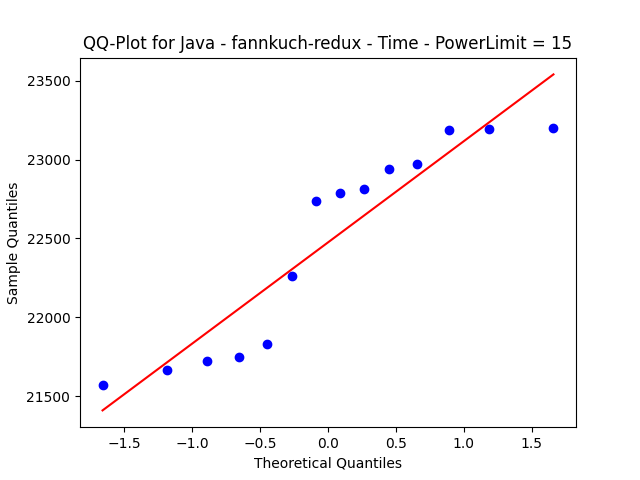 QQ-Plot for Java - fannkuch-redux - Time - PowerLimit = 15
Sample Quantiles
23500
23000
22500
22000
21500
−1.5 −1.0 −0.5 0.0 0.5 1.0 1.5
Theoretical Quantiles